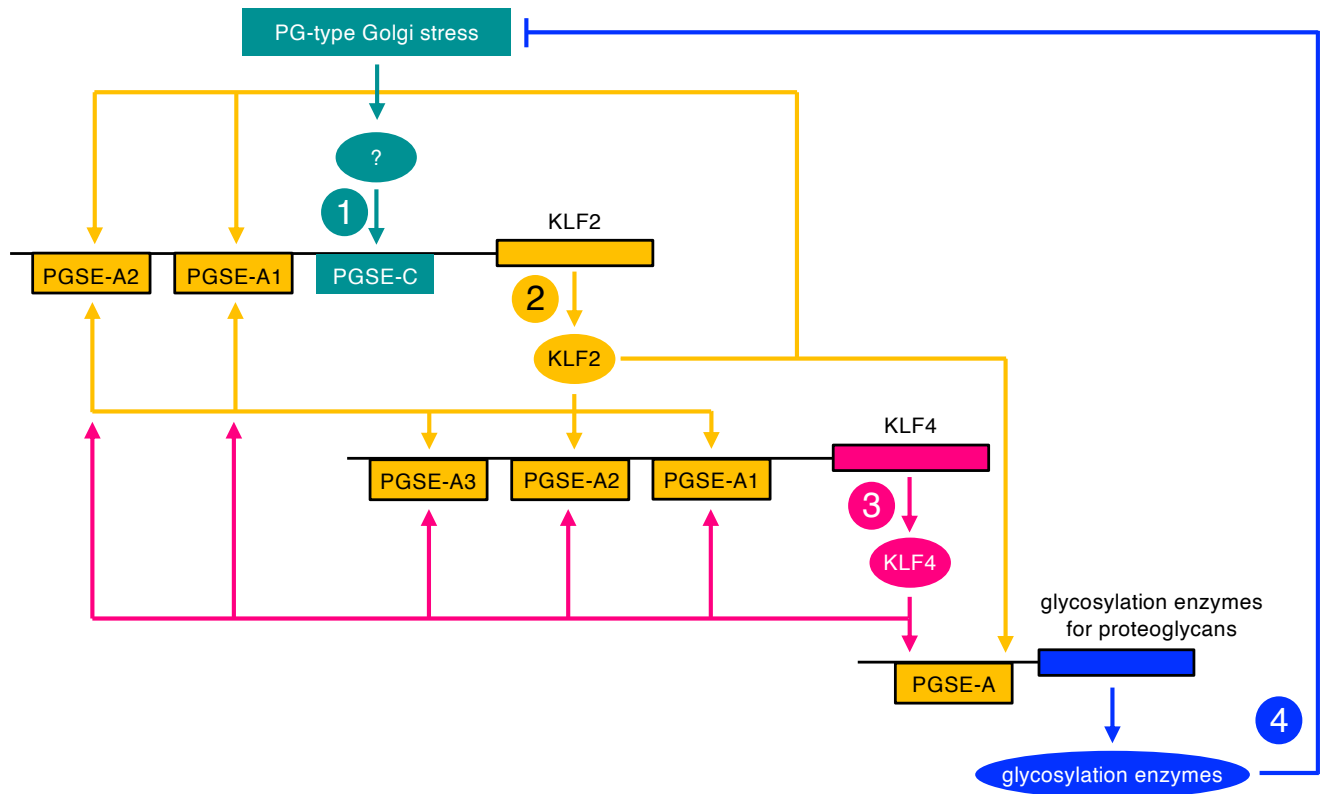 PG-type Golgi stress
?
1
KLF2
PGSE-A2
PGSE-A1
PGSE-C
2
KLF2
KLF4
PGSE-A3
PGSE-A2
PGSE-A1
3
KLF4
glycosylation enzymes
for proteoglycans
PGSE-A
4
glycosylation enzymes